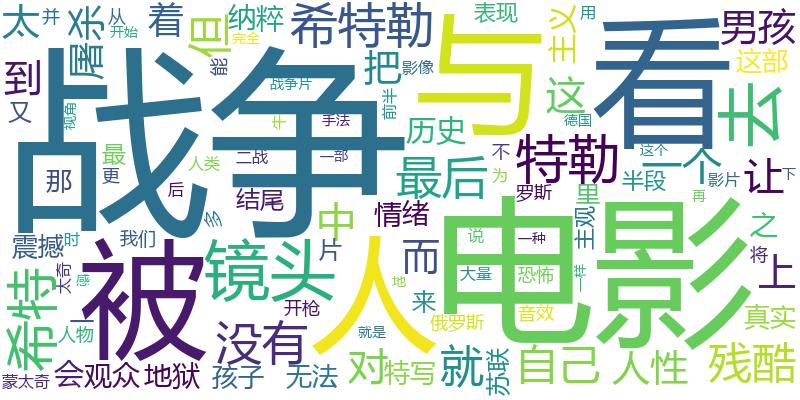 太 并 从 着 纳粹 希特勒 表现 主义 用 男孩
屠杀 开始 但 完全 与 看 这部
到 占 战争 能 影像 把 战争片 前半 这 去
又 视角 牛 手法 历史 德国
那 最 更 人类 二战 一部 最后 不 特勒 一个 这个 让
后 结尾 为 罗斯 里 半段 影片 再 下
震撼 时 我们 多 中 情绪 主观 之
希特 太奇 感 被 镜头 片 人 而 说 一种 电影 将 上
一 人物 没有 开枪 来 地 大量 恐怖 一样 真实
就是 俄罗斯 音效
蒙太奇 会 观众 地狱 孩子 无法 对 特写 就 苏联 自己 人性 残酷